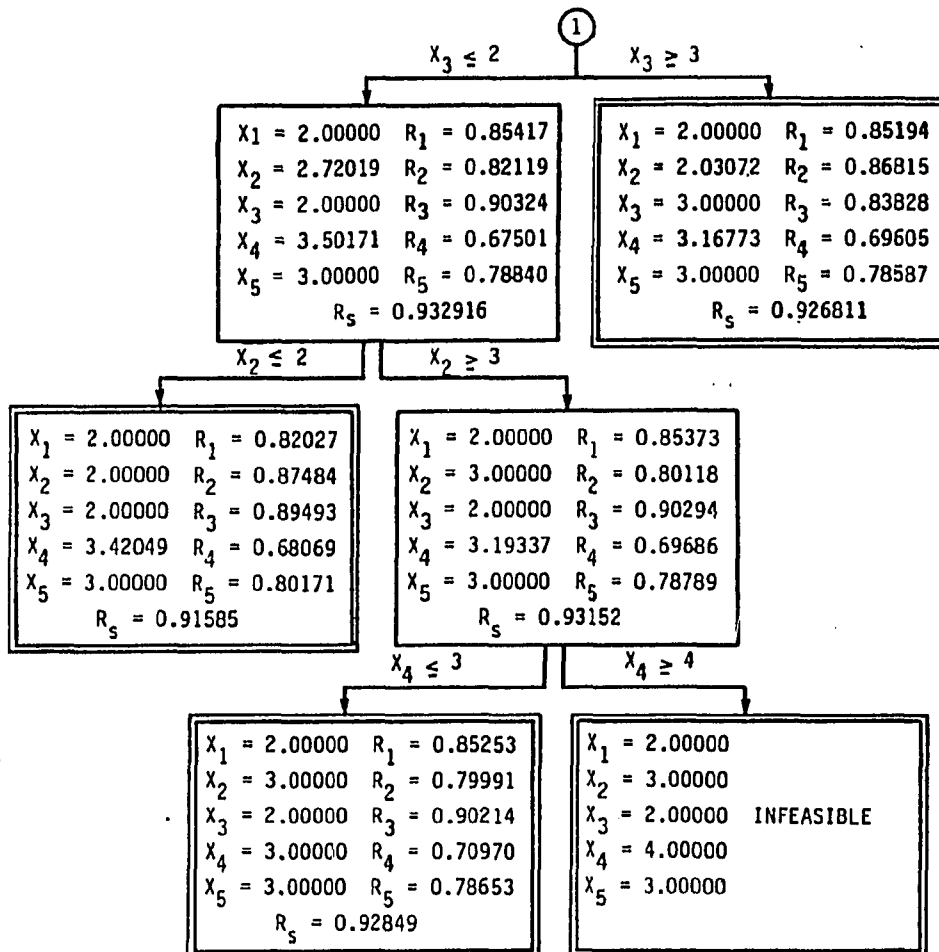 1
X3 ≤ 2 X3 ≥ 3
X1 = 2.00000 R1 = 0.85417
X2 = 2.72019 R2 = 0.82119
X3 = 2.00000 R3 = 0.90324
X4 = 3.50171 R4 = 0.67501
X5 = 3.00000 R5 = 0.78840
Rs = 0.932916
X1 = 2.00000 R1 = 0.85194
X2 = 2.03072 R2 = 0.86815
X3 = 3.00000 R3 = 0.83828
X4 = 3.16773 R4 = 0.69605
X5 = 3.00000 R5 = 0.78587
Rs = 0.926811
X2 ≤ 2 X2 ≥ 3
X1 = 2.00000 R1 = 0.82027
X2 = 2.00000 R2 = 0.87484
X3 = 2.00000 R3 = 0.89493
X4 = 3.42049 R4 = 0.68069
X5 = 3.00000 R5 = 0.80171
Rs = 0.91585
X1 = 2.00000 R1 = 0.85373
X2 = 3.00000 R2 = 0.80118
X3 = 2.00000 R3 = 0.90294
X4 = 3.19337 R4 = 0.69686
X5 = 3.00000 R5 = 0.78789
Rs = 0.93152
X4 ≤ 3 X4 ≥ 4
X1 = 2.00000 R1 = 0.85253
X2 = 3.00000 R2 = 0.79991
X3 = 2.00000 R3 = 0.90214
X4 = 3.00000 R4 = 0.70970
X5 = 3.00000 R5 = 0.78653
Rs = 0.92849
X1 = 2.00000
X2 = 3.00000
X3 = 2.00000 INFEASIBLE
X4 = 4.00000
X5 = 3.00000